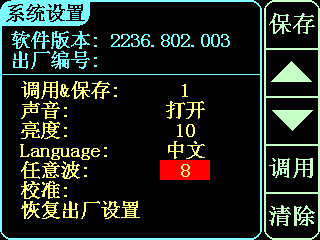 系统设置
软件版本: 2236.802.003
出厂编号:
调用&保存: 1
声音: 打开
亮度: 10
Language: 中文
任意波: 8
校准:
恢复出厂设置
保存
调用
清除